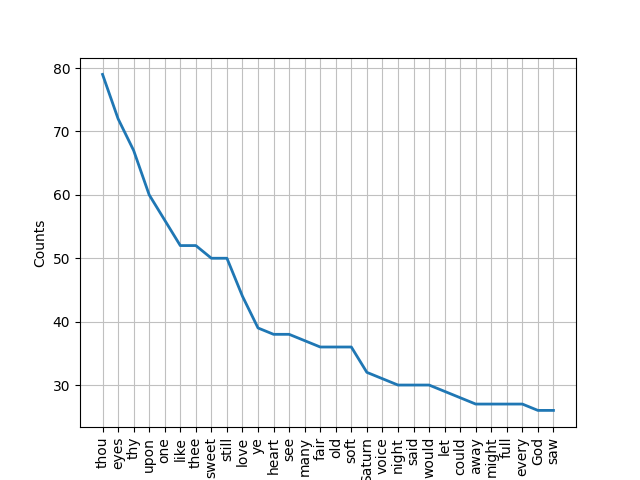 80
70
60
50
40
30
Counts
thou
eyes
thy
upon
one
like
thee
sweet
still
love
ye
heart
see
many
fair
old
soft
Saturn
voice
night
said
would
let
could
away
might
full
every
God
saw